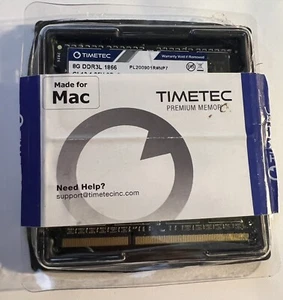 TIMETEC
Warranty Void if Removed
8G DDR3L 1866
Made for
Mac
TIMETEC
PREMIUM MEMORY
Need Help?
support@timetecinc.com